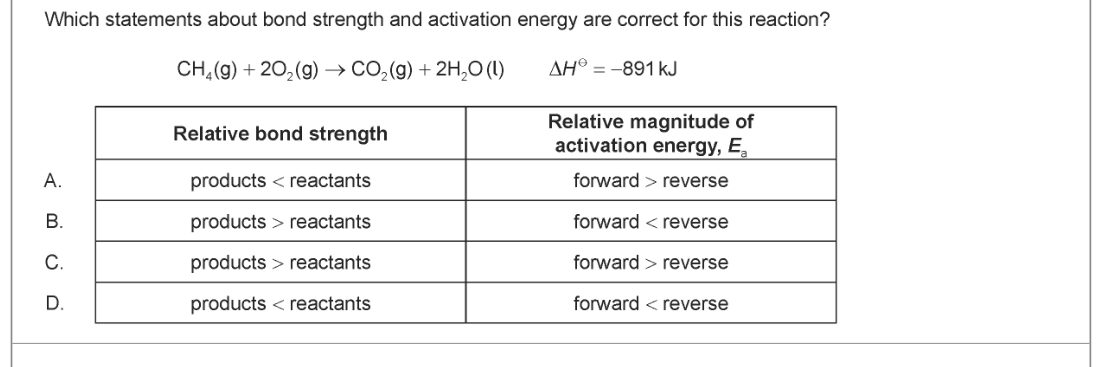 Which statements about bond strength and activation energy are correct for this reaction?
CH₄(g) + 2O₂(g) → CO₂(g) + 2H₂O(l) ΔH⦵ = –891 kJ
Relative bond strength
Relative magnitude of
activation energy, Eₐ
A. products < reactants forward > reverse
B. products > reactants forward < reverse
C. products > reactants forward > reverse
D. products < reactants forward < reverse